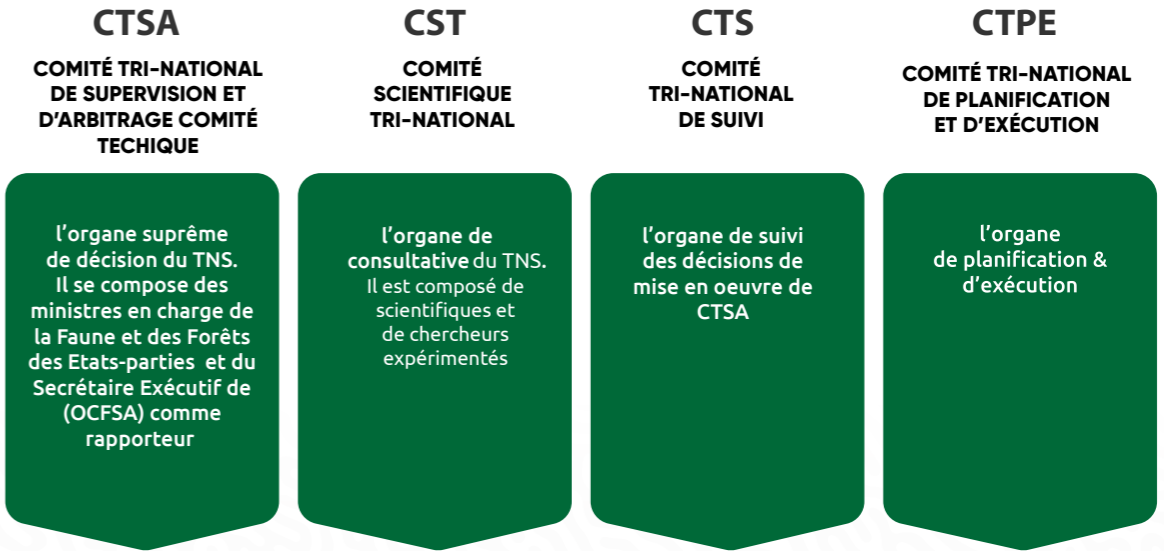 CTSA
COMITÉ TRI-NATIONAL
DE SUPERVISION ET
D'ARBITRAGE COMITÉ
TECHIQUE
l'organe suprême
de décision du TNS.
Il se compose des
ministres en charge de
la Faune et des Forêts
des Etats-parties et du
Secrétaire Exécutif de
(OCFSA) comme
rapporteur
CST
COMITÉ
SCIENTIFIQUE
TRI-NATIONAL
l'organe de
consultative du TNS.
Il est composé de
scientifiques et
de chercheurs
expérimentés
CTS
COMITÉ
TRI-NATIONAL
DE SUIVI
l'organe de suivi
des décisions de
mise en oeuvre de
CTSA
CTPE
COMITÉ TRI-NATIONAL
DE PLANIFICATION
ET D'EXÉCUTION
l'organe
de planification &
d'exécution